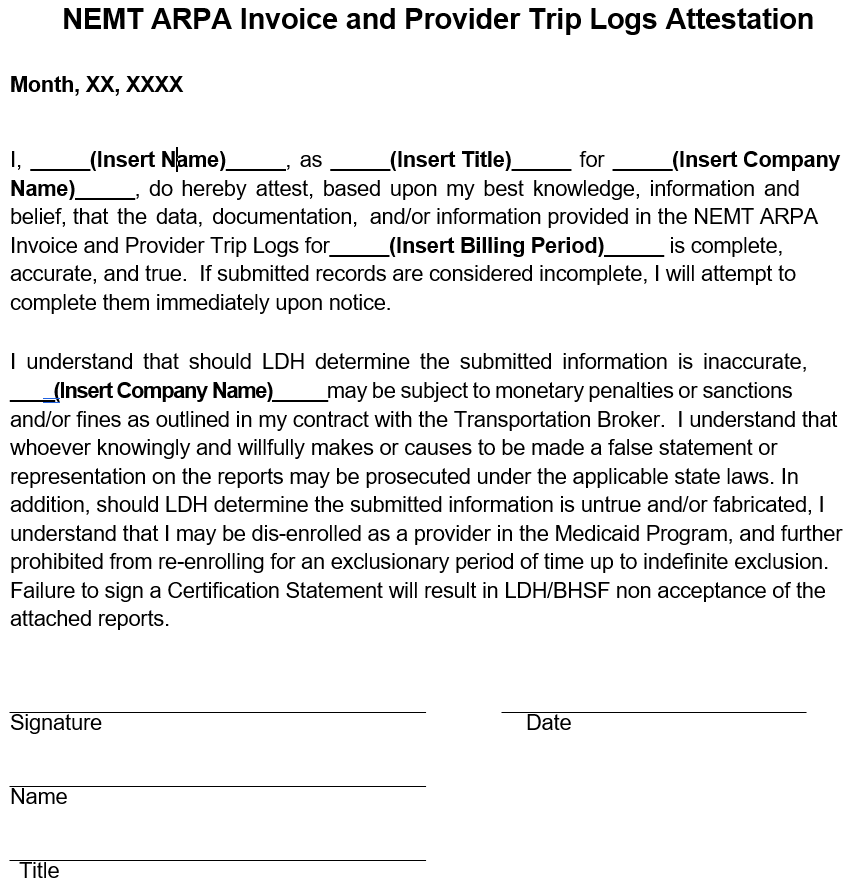 NEMT ARPA Invoice and Provider Trip Logs Attestation
Month, XX, XXXX
I, _____(Insert Name)_____, as _____(Insert Title)_____ for _____(Insert Company
Name)_____, do hereby attest, based upon my best knowledge, information and
belief, that the data, documentation, and/or information provided in the NEMT ARPA
Invoice and Provider Trip Logs for_____(Insert Billing Period)_____ is complete,
accurate, and true. If submitted records are considered incomplete, I will attempt to
complete them immediately upon notice.
I understand that should LDH determine the submitted information is inaccurate,
____(Insert Company Name)_____may be subject to monetary penalties or sanctions
and/or fines as outlined in my contract with the Transportation Broker. I understand that
whoever knowingly and willfully makes or causes to be made a false statement or
representation on the reports may be prosecuted under the applicable state laws. In
addition, should LDH determine the submitted information is untrue and/or fabricated, I
understand that I may be dis-enrolled as a provider in the Medicaid Program, and further
prohibited from re-enrolling for an exclusionary period of time up to indefinite exclusion.
Failure to sign a Certification Statement will result in LDH/BHSF non acceptance of the
attached reports.
Signature Date
Name
Title